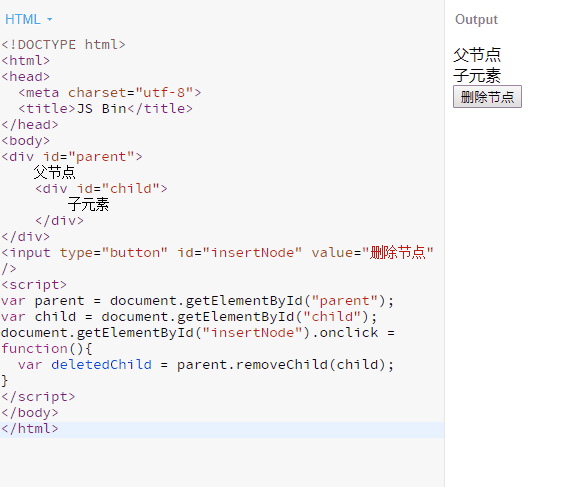 HTML
<!DOCTYPE html>
<html>
<head>
  <meta charset="utf-8">
  <title>JS Bin</title>
</head>
<body>
<div id="parent">
    父节点
    <div id="child">
        子元素
    </div>
</div>
<input type="button" id="insertNode" value="删除节点"
/>
<script>
var parent = document.getElementById("parent");
var child = document.getElementById("child");
document.getElementById("insertNode").onclick =
function(){
  var deletedChild = parent.removeChild(child);
}
</script>
</body>
</html>
Output
父节点
子元素
删除节点